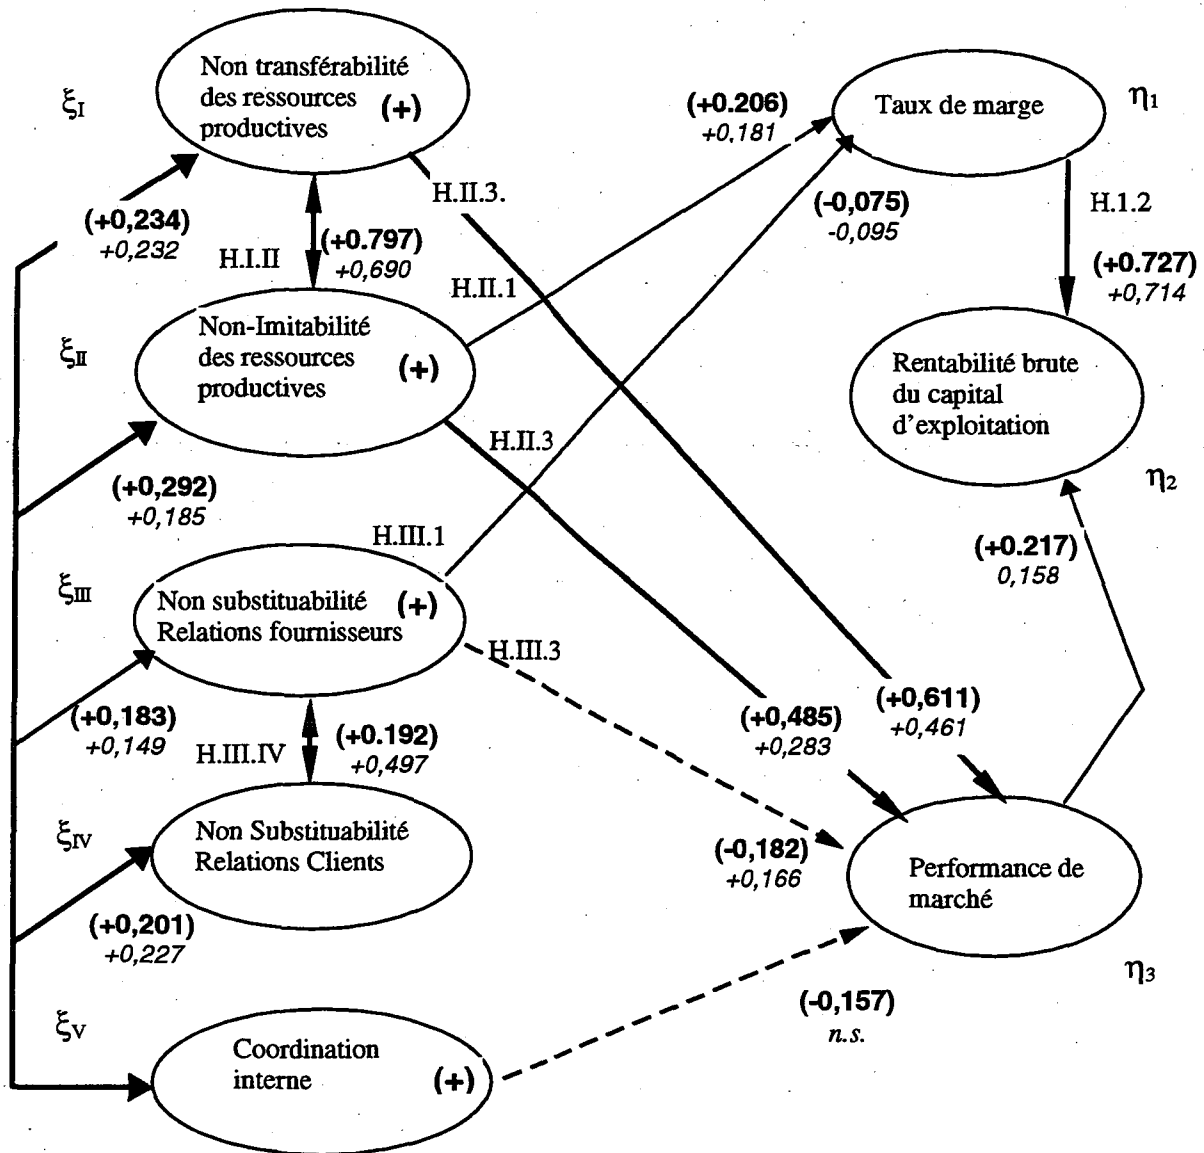 Non transférabilité
des ressources
productives
(+)
ξI
(+0,234)
+0,232
H.I.II
(+0.797)
+0,690
H.II.3.
(+0.206)
+0,181
Taux de marge
η1
(-0,075)
-0,095
H.1.2
(+0.727)
+0,714
ξII
Non-Imitabilité
des ressources
productives
(+)
H.II.1
(+0,292)
+0,185
H.II.3
Rentabilité brute
du capital
d'exploitation
η2
(+0.217)
0,158
H.III.1
ξIII
Non substituabilité
Relations fournisseurs
(+)
H.III.3
(+0,183)
+0,149
H.III.IV
(+0.192)
+0,497
(+0,485)
+0,283
(+0,611)
+0,461
ξIV
Non Substituabilité
Relations Clients
(+0,201)
+0,227
(-0,182)
+0,166
Performance de
marché
η3
(-0,157)
n.s.
ξV
Coordination
interne
(+)